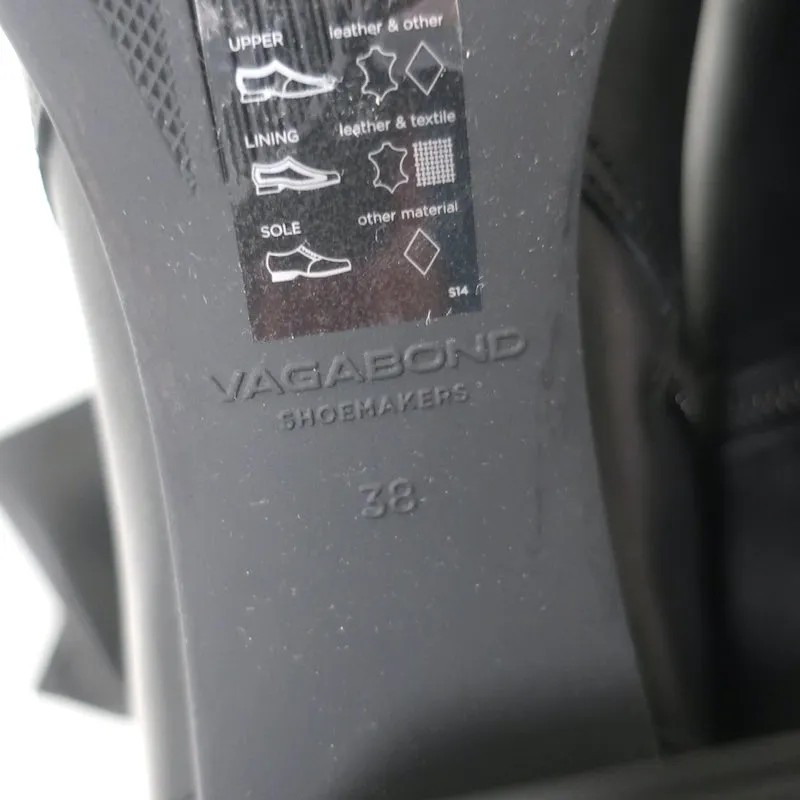 UPPER leather & other
LINING leather & textile
SOLE other material
S14
VAGABOND
SHOEMAKERS
38